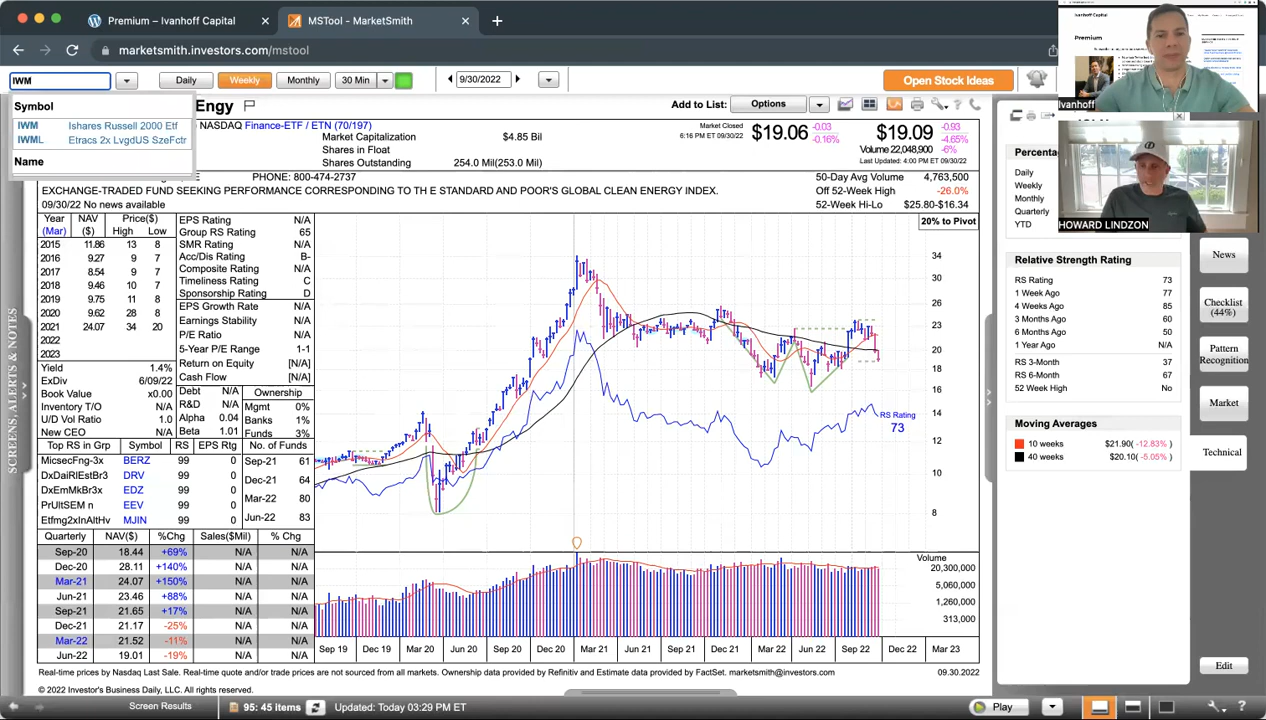 Premium – Ivanhoff Capital
MSTool - MarketSmith
marketsmith.investors.com/mstool
IWM
Daily
Weekly
Monthly
30 Min
9/30/2022
Open Stock Ideas
Symbol
IWM Ishares Russell 2000 Etf
IWML Etracs 2x LvgdUS SzeFctr
Name
Engy
Add to List:
Options
NASDAQ Finance-ETF / ETN (70/197)
Market Capitalization $4.85 Bil
Shares in Float
Shares Outstanding 254.0 Mil(253.0 Mil)
Market Closed
6:16 PM ET 09/30/22
$19.06 -0.03 -0.16%
$19.09 -0.93 -4.65%
Volume 22,048,900 -6%
Last Updated: 4:00 PM ET 09/30/22
PHONE: 800-474-2737
50-Day Avg Volume 4,763,500
EXCHANGE-TRADED FUND SEEKING PERFORMANCE CORRESPONDING TO TH E STANDARD AND POOR'S GLOBAL CLEAN ENERGY INDEX.
Off 52-Week High -26.0%
09/30/22 No news available
52-Week Hi-Lo $25.80-$16.34
Year (Mar) NAV ($) Price($) High Low
2015 11.86 13 8
2016 9.27 9 7
2017 8.54 9 7
2018 9.46 10 7
2019 9.75 11 8
2020 9.62 28 8
2021 24.07 34 20
2022
2023
Yield 1.4%
ExDiv 6/09/22
Book Value x0.00
Inventory T/O N/A
U/D Vol Ratio 1.0
New CEO N/A
EPS Rating N/A
Group RS Rating 65
SMR Rating N/A
Acc/Dis Rating B-
Composite Rating N/A
Timeliness Rating C
Sponsorship Rating D
EPS Growth Rate N/A
Earnings Stability N/A
P/E Ratio N/A
5-Year P/E Range 1-1
Return on Equity [N/A]
Cash Flow [N/A]
Debt N/A
R&D N/A
Alpha 0.04
Beta 1.01
Ownership
Mgmt 0%
Banks 1%
Funds 3%
Top RS in Grp Symbol RS EPS Rtg
MicsecFng-3x BERZ 99 0
DxDaiRlEstBr3 DRV 99 0
DxEmMkBr3x EDZ 99 0
PrUltSEM n EEV 99 0
Etfmg2xInAltHv MJIN 99 0
No. of Funds
Sep-21 61
Dec-21 64
Mar-22 80
Jun-22 83
Quarterly NAV($) %Chg Sales($Mil) % Chg
Sep-20 18.44 +69% N/A N/A
Dec-20 28.11 +140% N/A N/A
Mar-21 24.07 +150% N/A N/A
Jun-21 23.46 +88% N/A N/A
Sep-21 21.65 +17% N/A N/A
Dec-21 21.17 -25% N/A N/A
Mar-22 21.52 -11% N/A N/A
Jun-22 19.01 -19% N/A N/A
20% to Pivot
34
30
26
23
20
18
16
14
12
10
8
RS Rating
73
Volume
20,300,000
5,060,000
1,260,000
313,000
Sep 19 Dec 19 Mar 20 Jun 20 Sep 20 Dec 20 Mar 21 Jun 21 Sep 21 Dec 21 Mar 22 Jun 22 Sep 22 Dec 22 Mar 23
Real-time prices by Nasdaq Last Sale. Real-time quote and/or trade prices are not sourced from all markets. Ownership data provided by Refinitiv and Estimate data provided by FactSet. marketsmith@investors.com
09.30.2022
© 2022 Investor's Business Daily, LLC. All rights reserved.
Screen Results
95: 45 items
Updated: Today 03:29 PM ET
Play
SCREENS, ALERTS & NOTES
Ivanhoff Capital
Premium
Ivanhoff
HOWARD LINDZON
Daily
Weekly
Monthly
Quarterly
YTD
Relative Strength Rating
RS Rating 73
1 Week Ago 77
4 Weeks Ago 85
3 Months Ago 60
6 Months Ago 50
1 Year Ago N/A
RS 3-Month 37
RS 6-Month 67
52 Week High No
Moving Averages
10 weeks $21.90( -12.83%)
40 weeks $20.10( -5.05%)
News
Checklist (44%)
Pattern Recognition
Market
Technical
Edit